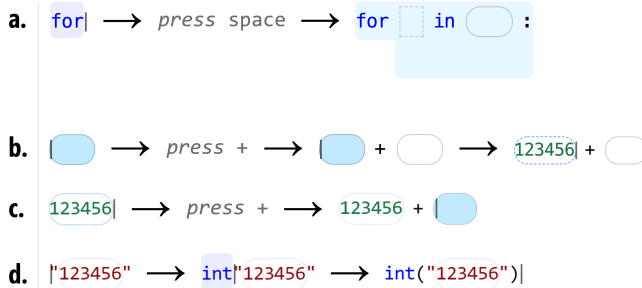 a. for → press space → for in :
b. → press + → + → 123456 +
c. 123456 → press + → 123456 +
d. "123456" → int"123456" → int("123456")